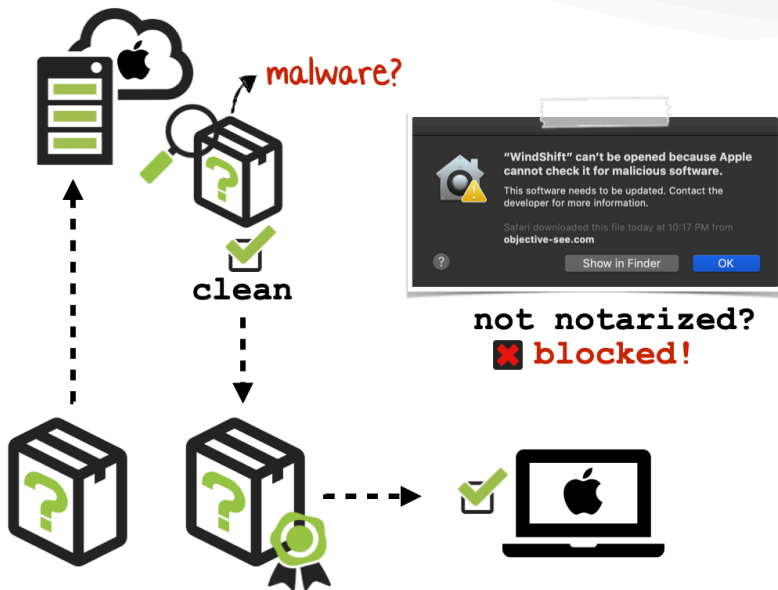 malware?
clean
“WindShift” can’t be opened because Apple
cannot check it for malicious software.
This software needs to be updated. Contact the
developer for more information.
Safari downloaded this file today at 10:17 PM from
objective-see.com
?
Show in Finder
OK
not notarized?
blocked!
?
?
?